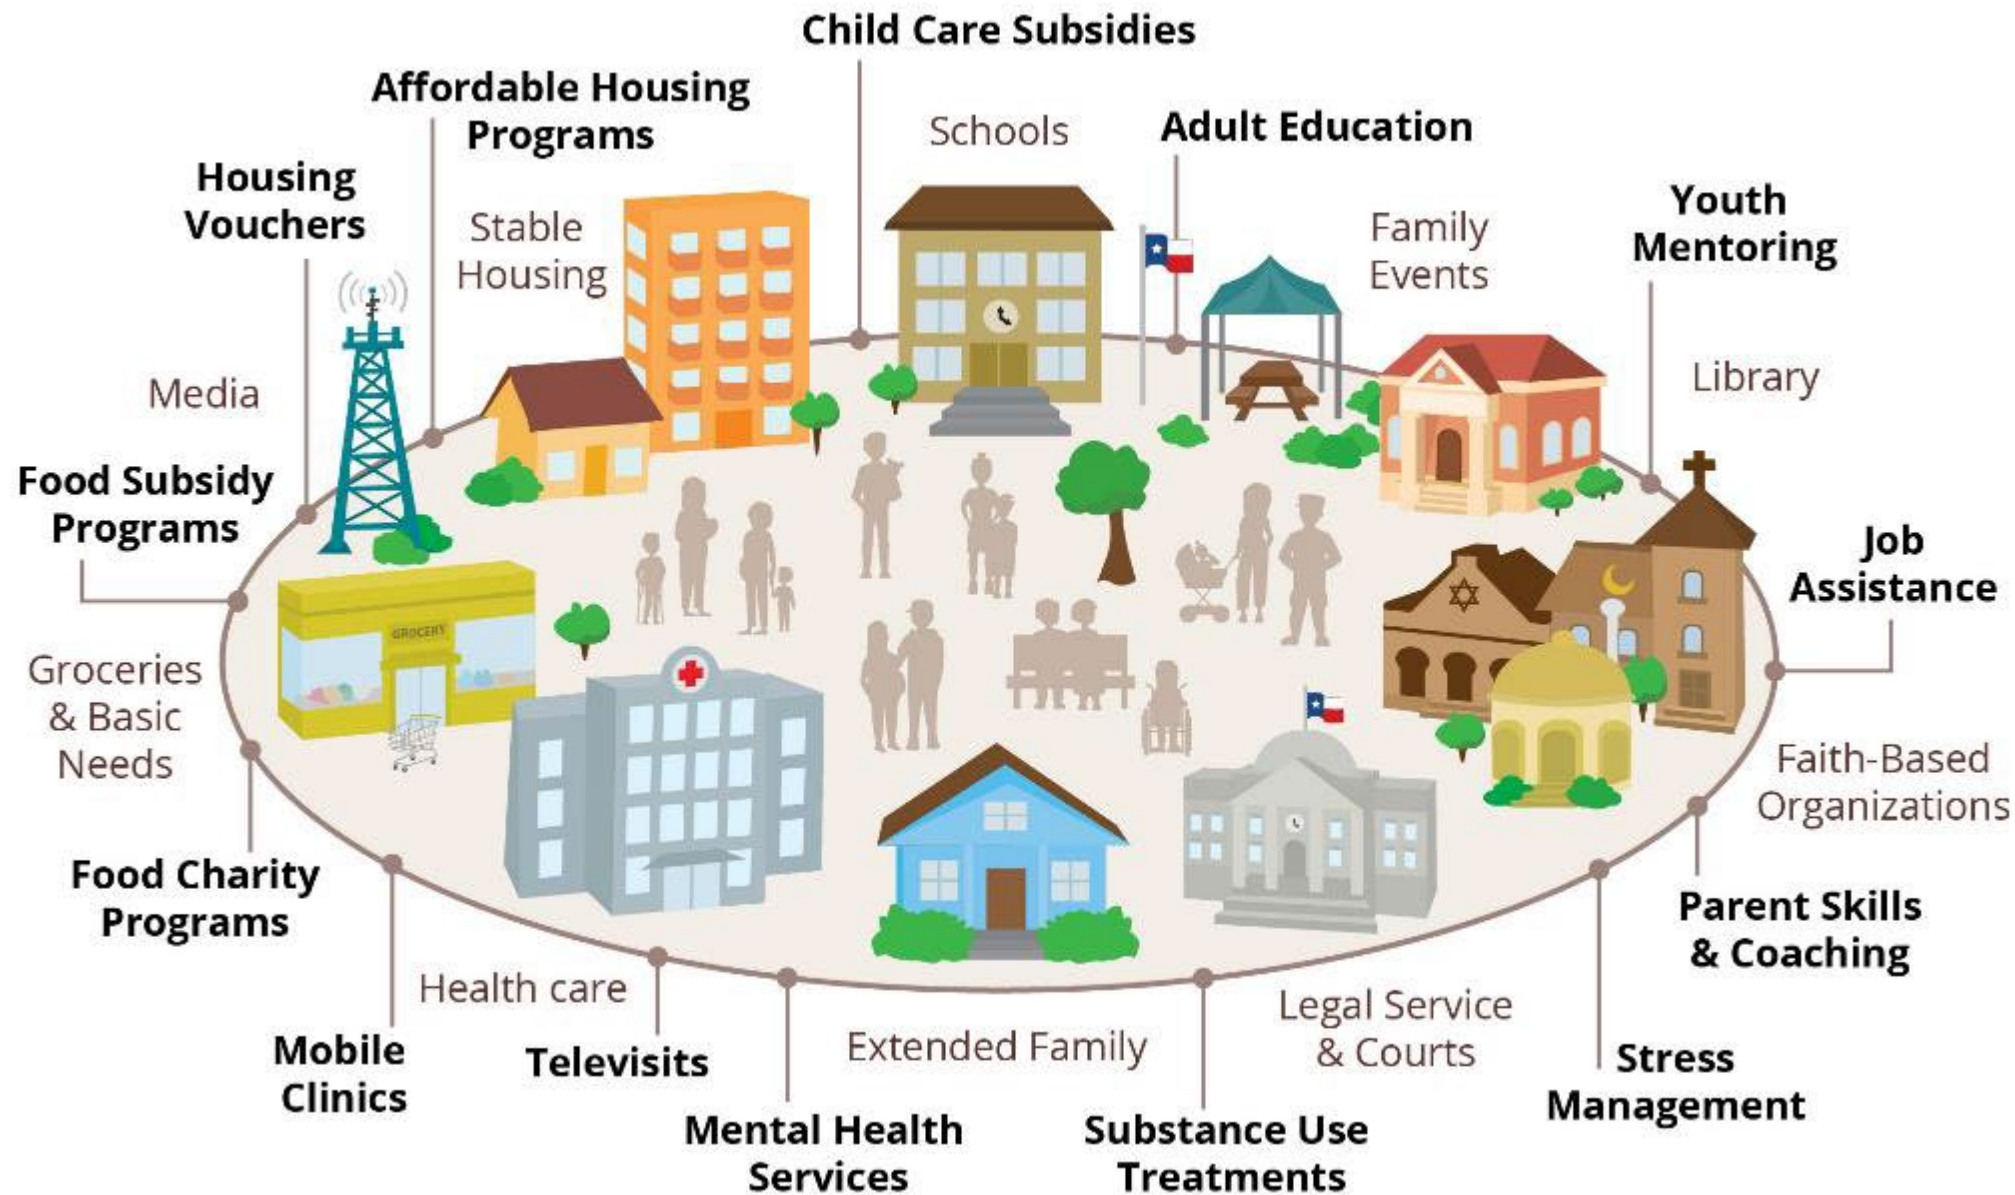 Child Care Subsidies
Affordable Housing
Programs
Schools
Adult Education
Housing
Vouchers
Stable
Housing
Family
Events
Youth
Mentoring
Media
Library
Food Subsidy
Programs
Job
Assistance
GROCERY
Groceries
& Basic
Needs
Faith-Based
Organizations
Food Charity
Programs
Parent Skills
& Coaching
Health care
Legal Service
& Courts
Extended Family
Mobile
Clinics
Televisits
Stress
Management
Mental Health
Services
Substance Use
Treatments